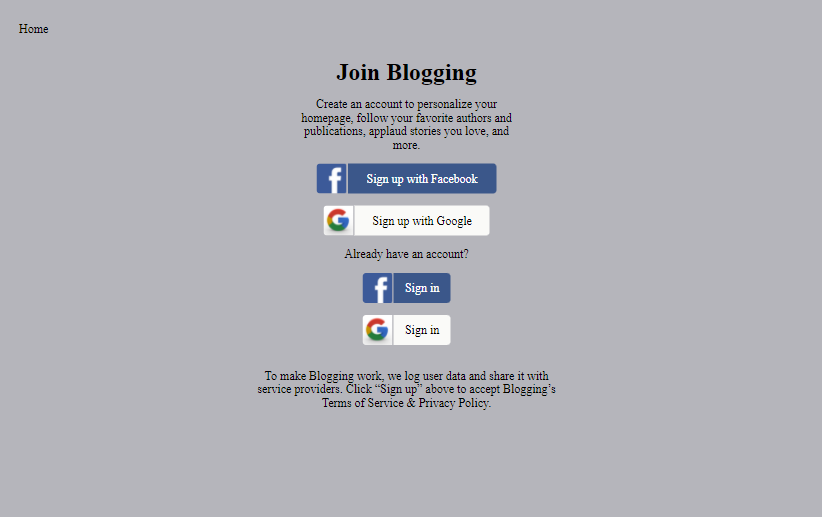 Home
Join Blogging
Create an account to personalize your
homepage, follow your favorite authors and
publications, applaud stories you love, and
more.
Sign up with Facebook
Sign up with Google
Already have an account?
Sign in
Sign in
To make Blogging work, we log user data and share it with
service providers. Click “Sign up” above to accept Blogging’s
Terms of Service & Privacy Policy.